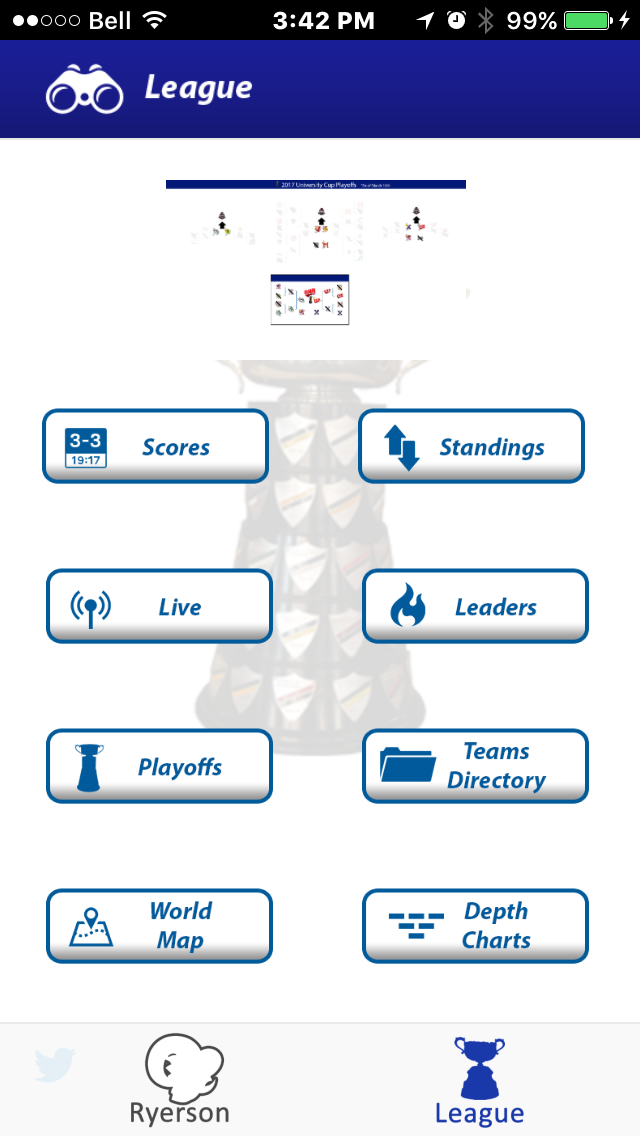 Bell 3:42 PM 99%
League
2017 University Cup Playoffs
3-3
19:17
Scores
Standings
Live
Leaders
Playoffs
Teams
Directory
World
Map
Depth
Charts
Ryerson
League